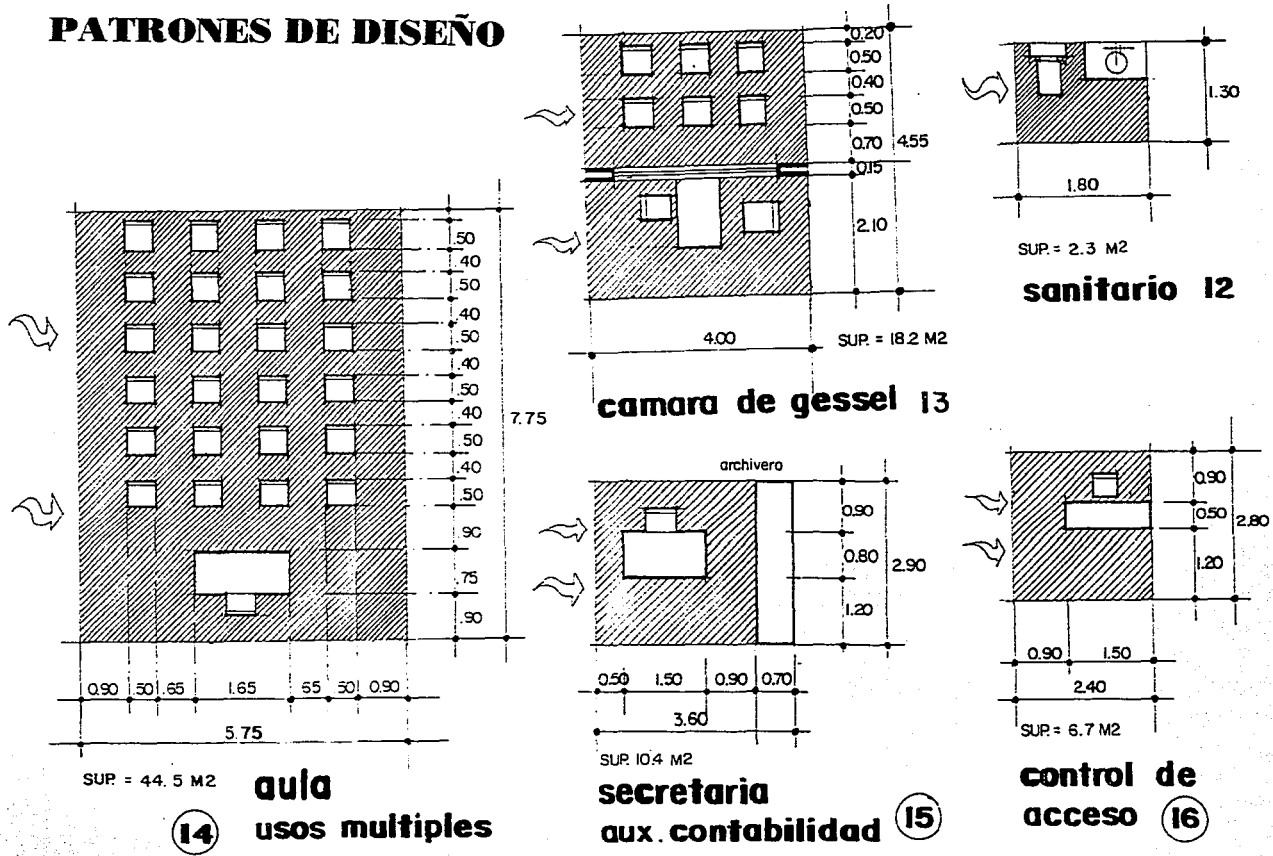 PATRONES DE DISEÑO
.50
.40
.50
.40
.50
.40
.50
.40
.50
.40
.50
.90
.75
.90
7.75
0.90 .50 .65 1.65 65 .50 0.90
5.75
SUP. = 44.5 M2
aula
usos multiples
14
0.20
0.50
0.40
0.50
0.70
0.15
2.10
4.55
4.00
SUP. = 18.2 M2
camara de gessel 13
1.30
1.80
SUP. = 2.3 M2
sanitario 12
archivero
0.90
0.80
1.20
2.90
0.50 1.50 0.90 0.70
3.60
SUP. 10.4 M2
secretaria
aux. contabilidad
15
0.90
0.50
1.20
2.80
0.90 1.50
2.40
SUP. = 6.7 M2
control de
acceso 16